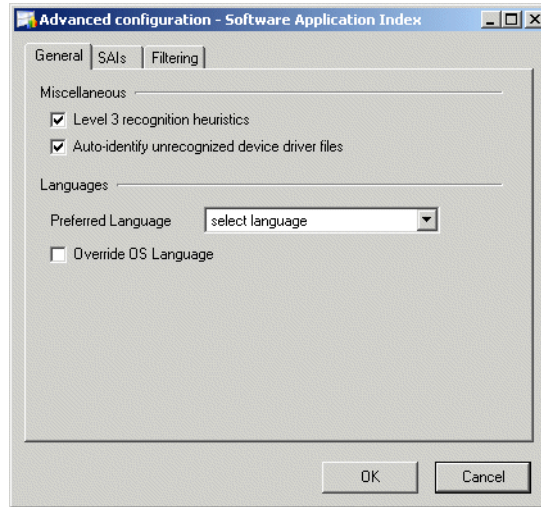 Advanced configuration - Software Application Index
General SAIs Filtering
Miscellaneous
Level 3 recognition heuristics
Auto-identify unrecognized device driver files
Languages
Preferred Language select language
Override OS Language
OK Cancel